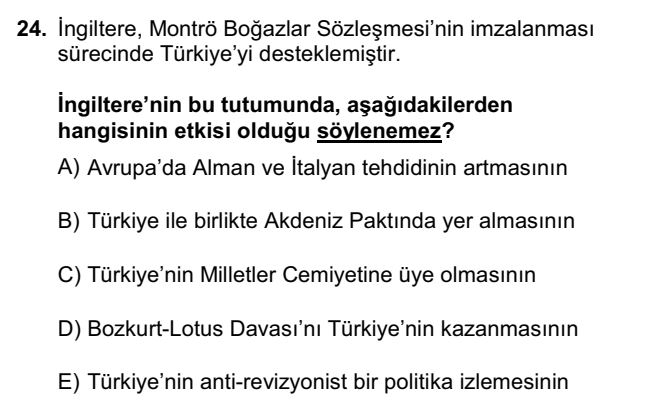 24. İngiltere, Montrö Boğazlar Sözleşmesi’nin imzalanması
sürecinde Türkiye’yi desteklemiştir.
İngiltere’nin bu tutumunda, aşağıdakilerden
hangisinin etkisi olduğu söylenemez?
A) Avrupa’da Alman ve İtalyan tehdidinin artmasının
B) Türkiye ile birlikte Akdeniz Paktında yer almasının
C) Türkiye’nin Milletler Cemiyetine üye olmasının
D) Bozkurt-Lotus Davası’nı Türkiye’nin kazanmasının
E) Türkiye’nin anti-revizyonist bir politika izlemesinin